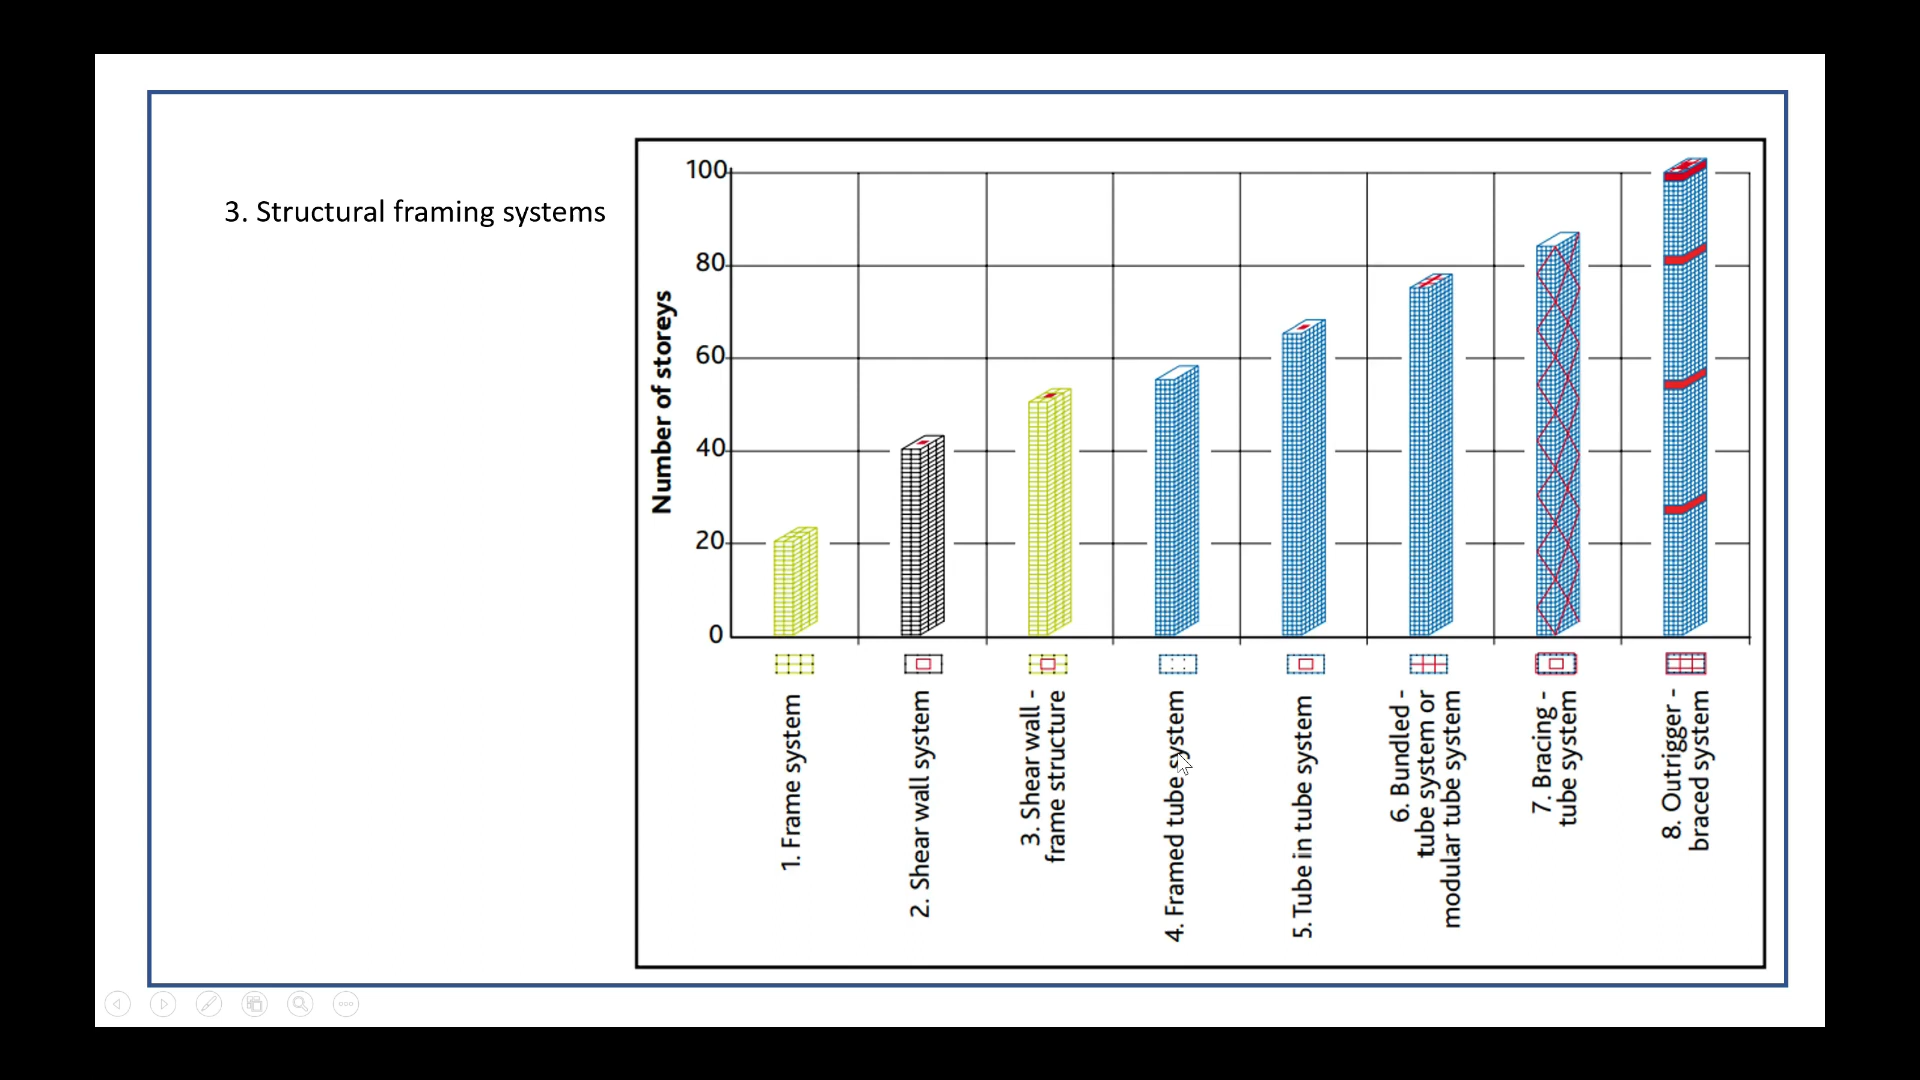 3. Structural framing systems
Number of storeys
100
80
60
40
20
0
1. Frame system
2. Shear wall system
3. Shear wall -
frame structure
4. Framed tube system
5. Tube in tube system
6. Bundled -
tube system or
modular tube system
7. Bracing -
tube system
8. Outrigger -
braced system